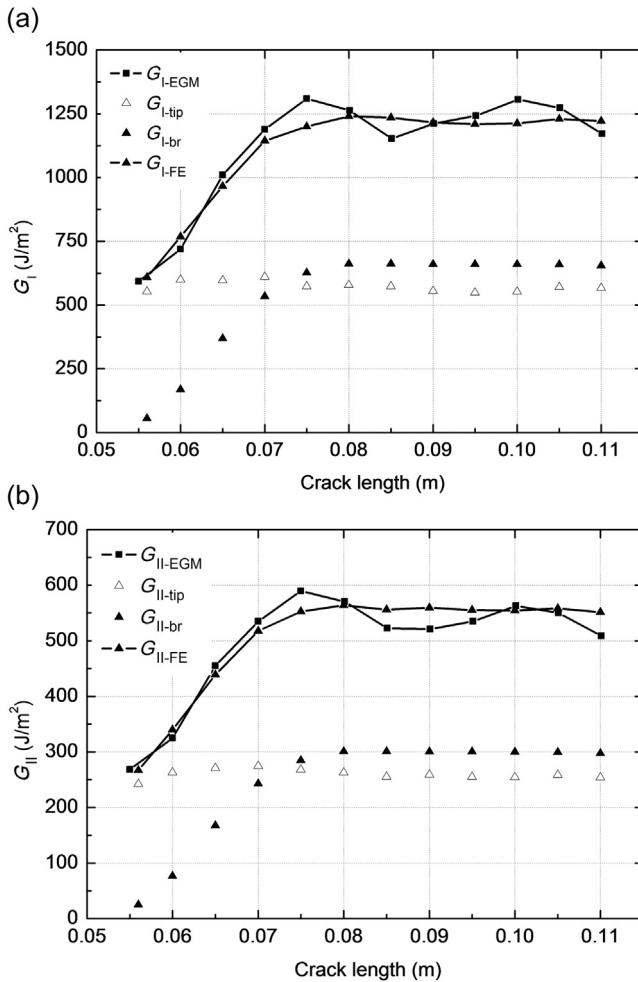 (a)
1500
1250
1000
750
500
250
0
G_I (J/m²)
G_I-EGM
G_I-tip
G_I-br
G_I-FE
0.05 0.06 0.07 0.08 0.09 0.10 0.11
Crack length (m)
(b)
700
600
500
400
300
200
100
0
G_II (J/m²)
G_II-EGM
G_II-tip
G_II-br
G_II-FE
0.05 0.06 0.07 0.08 0.09 0.10 0.11
Crack length (m)